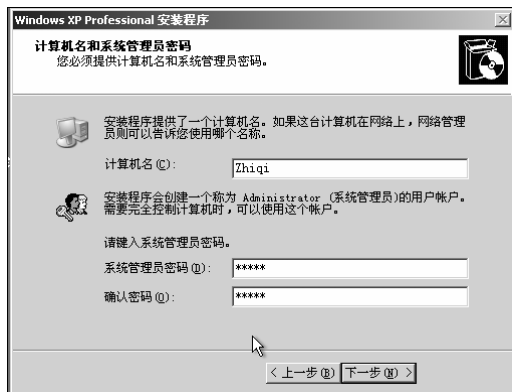 Windows XP Professional 安装程序
计算机名和系统管理员密码
您必须提供计算机名和系统管理员密码。
安装程序提供了一个计算机名。如果这台计算机在网络上，网络管理
员则可以告诉您使用哪个名称。
计算机名(C): Zhiqi
安装程序会创建一个称为 Administrator (系统管理员)的用户帐户。
需要完全控制计算机时，可以使用这个帐户。
请键入系统管理员密码。
系统管理员密码(D): *****
确认密码(O): *****
< 上一步(B) 下一步(N) >